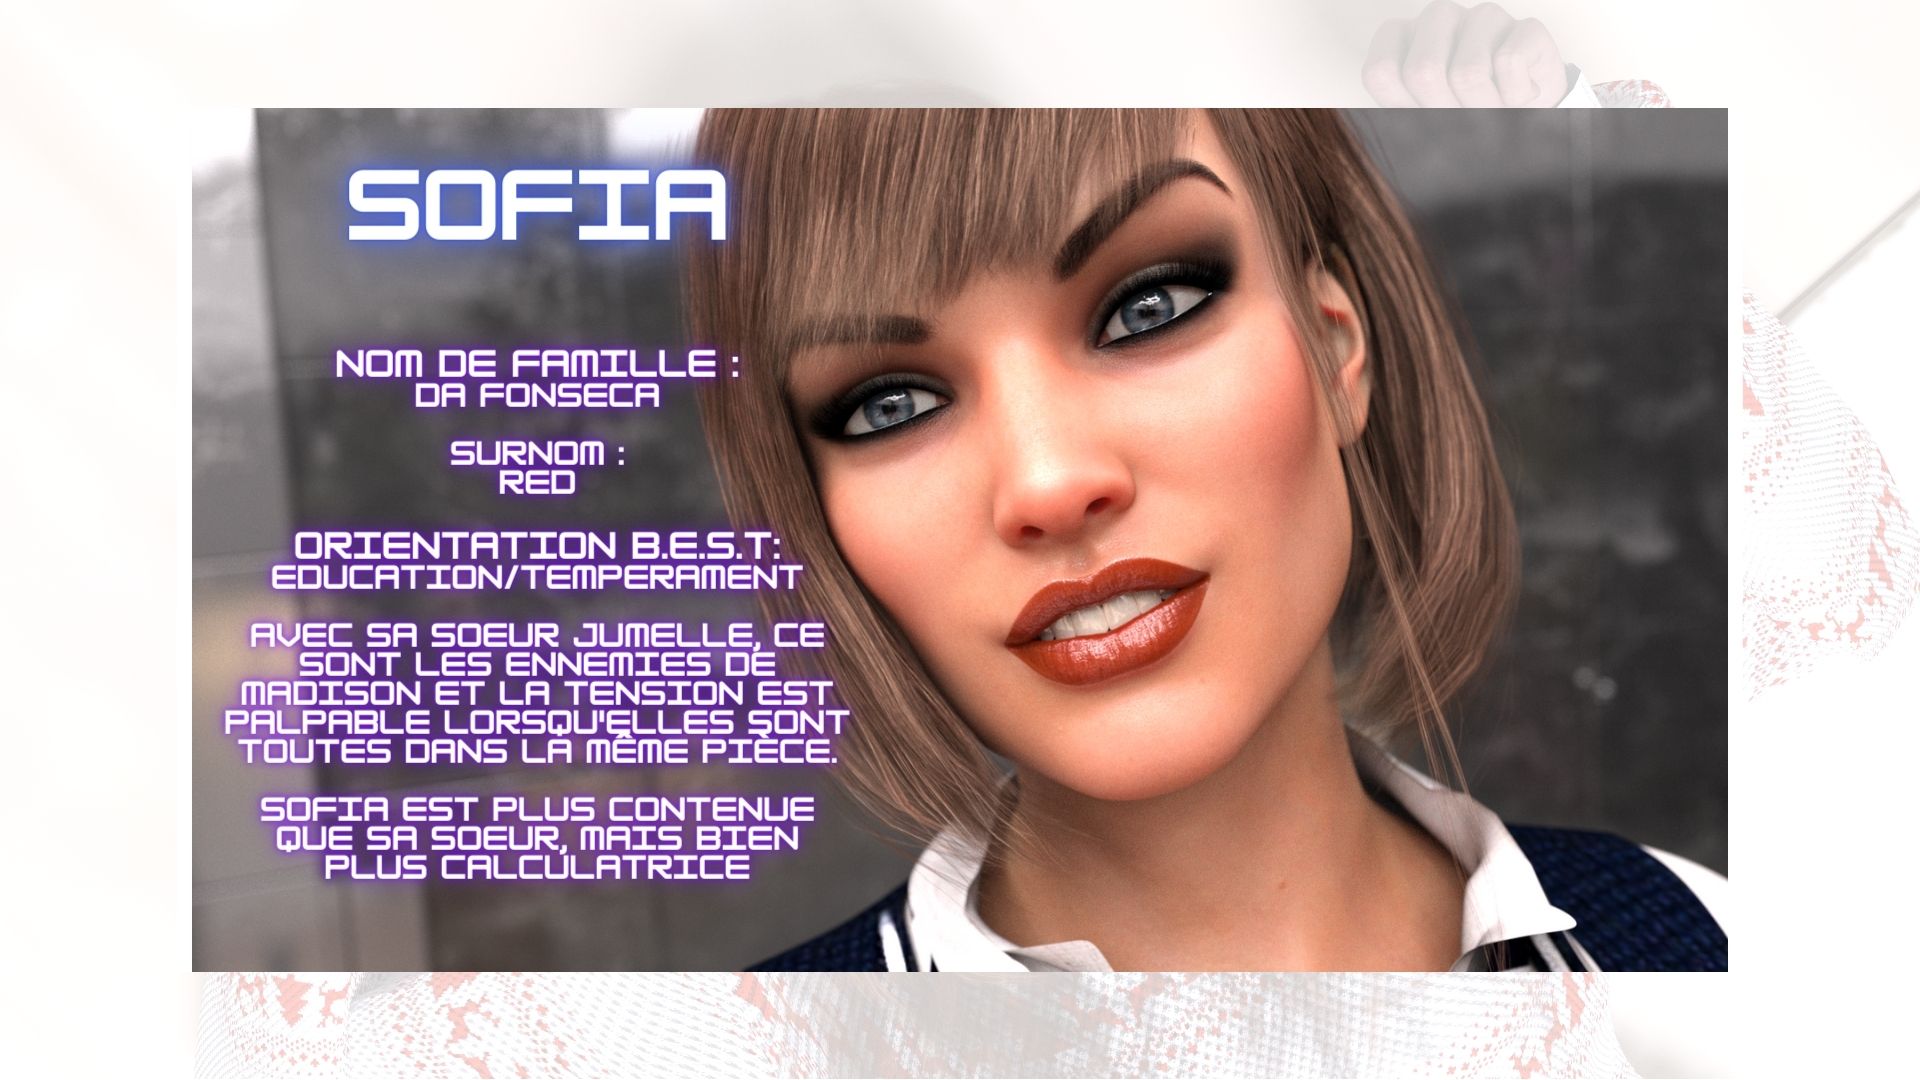 SOFIA
NOM DE FAMILLE :
DA FONSECA
SURNOM :
RED
ORIENTATION B.E.S.T:
EDUCATION/TEMPERAMENT
AVEC SA SOEUR JUMELLE, CE
SONT LES ENNEMIES DE
MADISON ET LA TENSION EST
PALPABLE LORSQU'ELLES SONT
TOUTES DANS LA MÊME PIÈCE.
SOFIA EST PLUS CONTENUE
QUE SA SOEUR, MAIS BIEN
PLUS CALCULATRICE